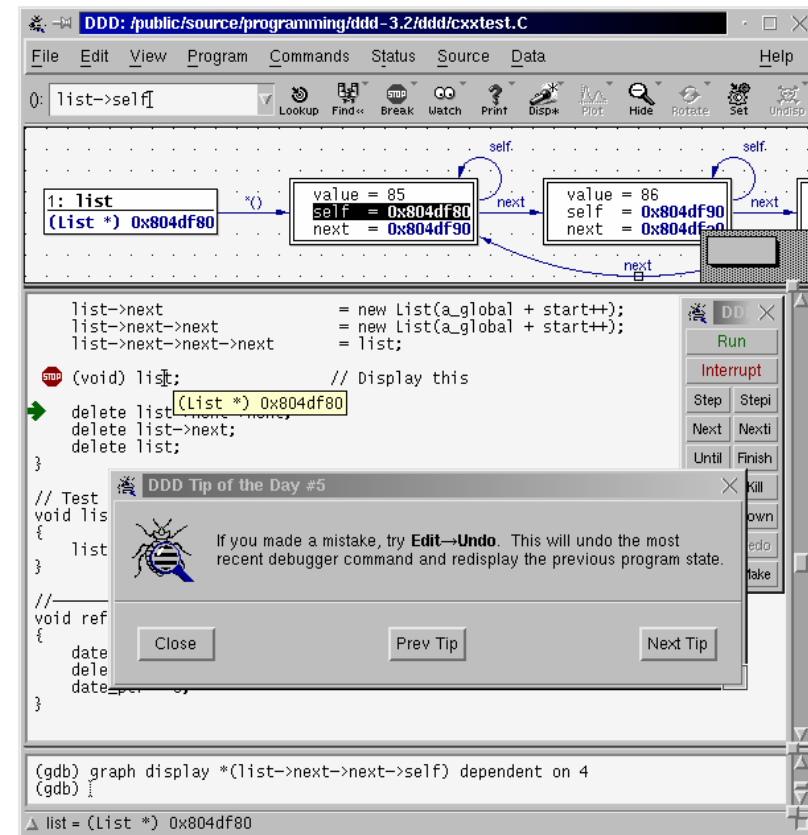 DDD: /public/source/programming/ddd-3.2/ddd/cxxtest.C
File Edit View Program Commands Status Source Data Help
(): list->self
Lookup Find« Break Watch Print Disp* Plot Hide Rotate Set Undisp
self self
1: list
(List *) 0x804df80
*()
value = 85
self = 0x804df80
next = 0x804df90
next
value = 86
self = 0x804df90
next = 0x804dfa0
next
next
list->next = new List(a_global + start++);
list->next->next = new List(a_global + start++);
list->next->next->next = list;
STOP (void) list; // Display this
(List *) 0x804df80
delete list
delete list->next;
delete list;
}
// Test
void lis
{
list
}
//
void ref
{
date
dele
}
DDD
Run
Interrupt
Step Stepi
Next Nexti
Until Finish
Kill
own
edo
Make
DDD Tip of the Day #5
If you made a mistake, try Edit→Undo. This will undo the most
recent debugger command and redisplay the previous program state.
Close Prev Tip Next Tip
(gdb) graph display *(list->next->next->self) dependent on 4
(gdb)
list = (List *) 0x804df80